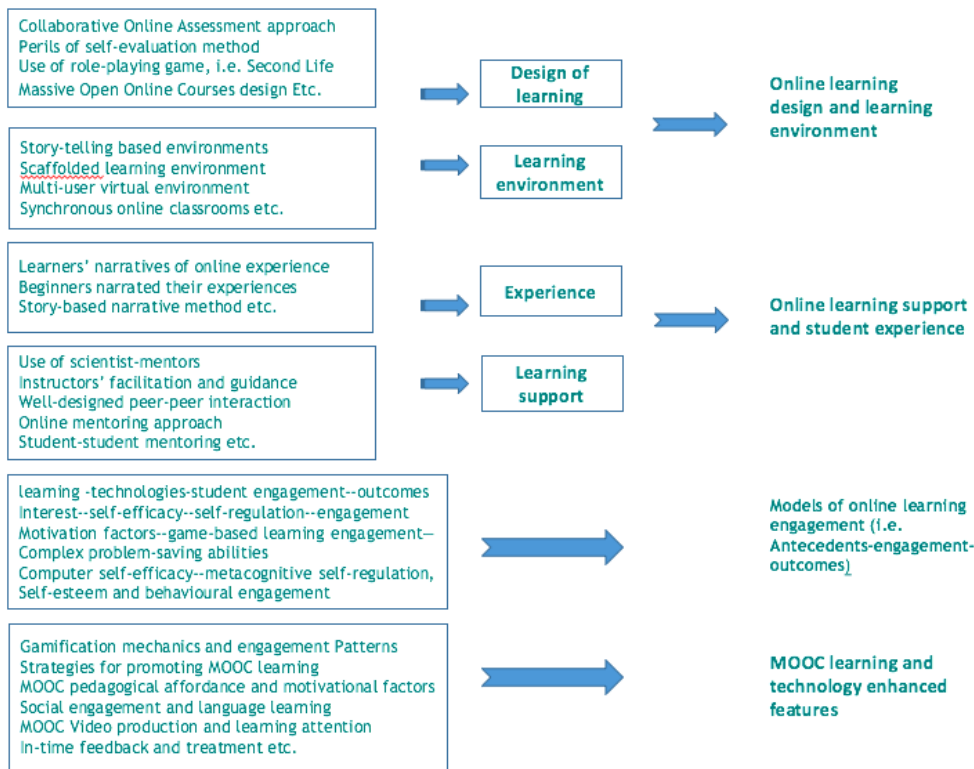 Collaborative Online Assessment approach
Perils of self-evaluation method
Use of role-playing game, i.e. Second Life
Massive Open Online Courses design Etc.
Design of
learning
Online learning
design and learning
environment
Story-telling based environments
Scaffolded learning environment
Multi-user virtual environment
Synchronous online classrooms etc.
Learning
environment
Learners' narratives of online experience
Beginners narrated their experiences
Story-based narrative method etc.
Experience
Online learning support
and student experience
Use of scientist-mentors
Instructors' facilitation and guidance
Well-designed peer-peer interaction
Online mentoring approach
Student-student mentoring etc.
Learning
support
learning -technologies-student engagement--outcomes
Interest--self-efficacy--self-regulation--engagement
Motivation factors--game-based learning engagement—
Complex problem-saving abilities
Computer self-efficacy--metacognitive self-regulation,
Self-esteem and behavioural engagement
Models of online learning
engagement (i.e.
Antecedents-engagement-
outcomes)
Gamification mechanics and engagement Patterns
Strategies for promoting MOOC learning
MOOC pedagogical affordance and motivational factors
Social engagement and language learning
MOOC Video production and learning attention
In-time feedback and treatment etc.
MOOC learning and
technology enhanced
features